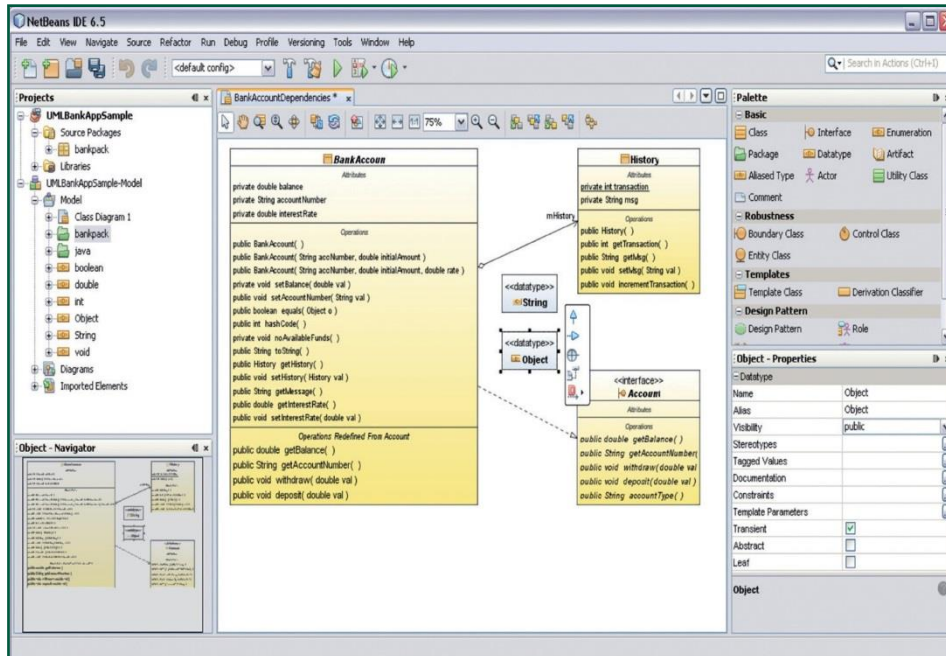 NetBeans IDE 6.5
File Edit View Navigate Source Refactor Run Debug Profile Versioning Tools Window Help
<default config>
Search in Actions (Ctrl+I)
Projects
UMLBankAppSample
Source Packages
bankpack
Libraries
UMLBankAppSample-Model
Model
Class Diagram 1
bankpack
java
boolean
double
int
Object
String
void
Diagrams
Imported Elements
Object - Navigator
BankAccountDependencies *
75%
BankAccoun
Attributes
private double balance
private String accountNumber
private double interestRate
Operations
public BankAccount( )
public BankAccount( String accNumber, double initialAmount )
public BankAccount( String accNumber, double initialAmount, double rate )
private void setBalance( double val )
public void setAccountNumber( String val )
public boolean equals( Object o )
public int hashCode( )
private void noAvailableFunds( )
public String toString( )
public History getHistory( )
public void setHistory( History val )
public String getMessage( )
public double getInterestRate( )
public void setInterestRate( double val )
Operations Redefined From Account
public double getBalance( )
public String getAccountNumber( )
public void withdraw( double val )
public void deposit( double val )
mHistory
History
Attributes
private int transaction
private String msg
Operations
public History( )
public int getTransaction( )
public String getMsg( )
public void setMsg( String val )
public void incrementTransaction( )
<<datatype>>
String
<<datatype>>
Object
<<interface>>
Accoun
Attributes
Operations
public double getBalance( )
public String getAccountNumber(
public void withdraw( double val
public void deposit( double val )
public String accountType( )
Palette
Basic
Class Interface Enumeration
Package Datatype Artifact
Aliased Type Actor Utility Class
Comment
Robustness
Boundary Class Control Class
Entity Class
Templates
Template Class Derivation Classifier
Design Pattern
Design Pattern Role
Object - Properties
Datatype
Name Object
Alias Object
Visibility public
Stereotypes
Tagged Values
Documentation
Constraints
Template Parameters
Transient
Abstract
Leaf
Object